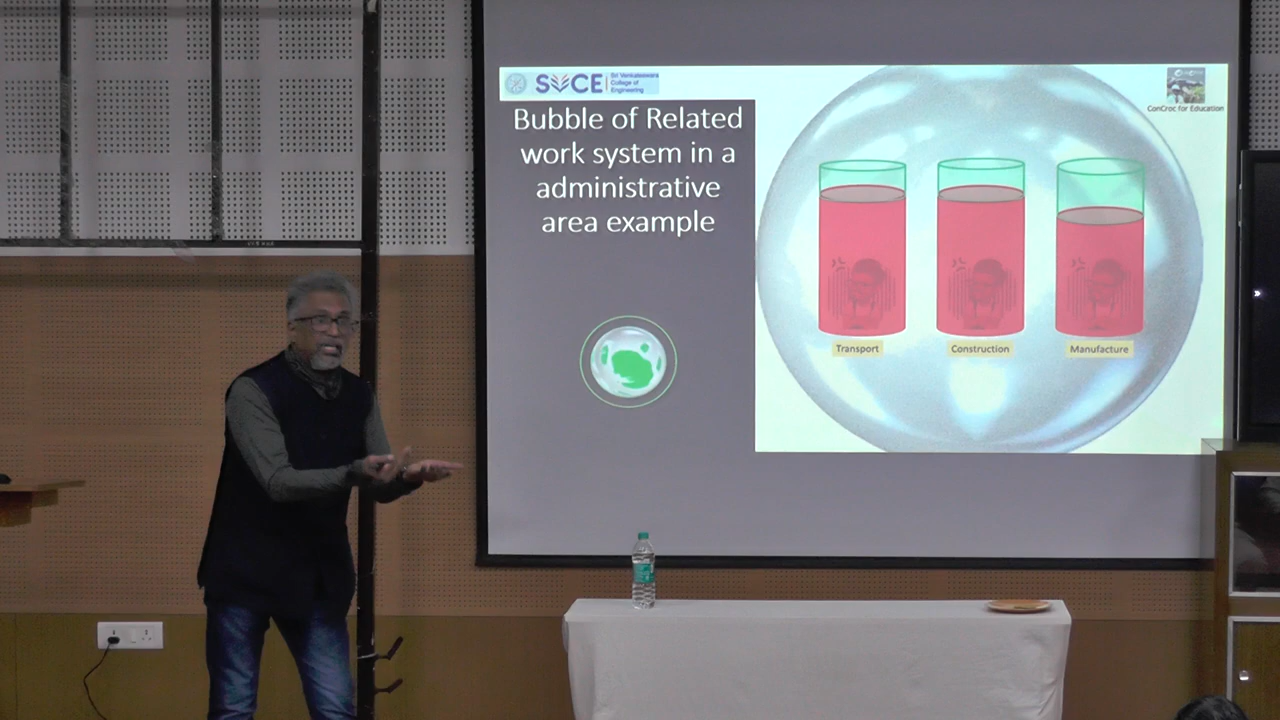 SVCE
Sri Venkateswara
College of
Engineering
ConCroc for Education
Bubble of Related
work system in a
administrative
area example
Transport
Construction
Manufacture